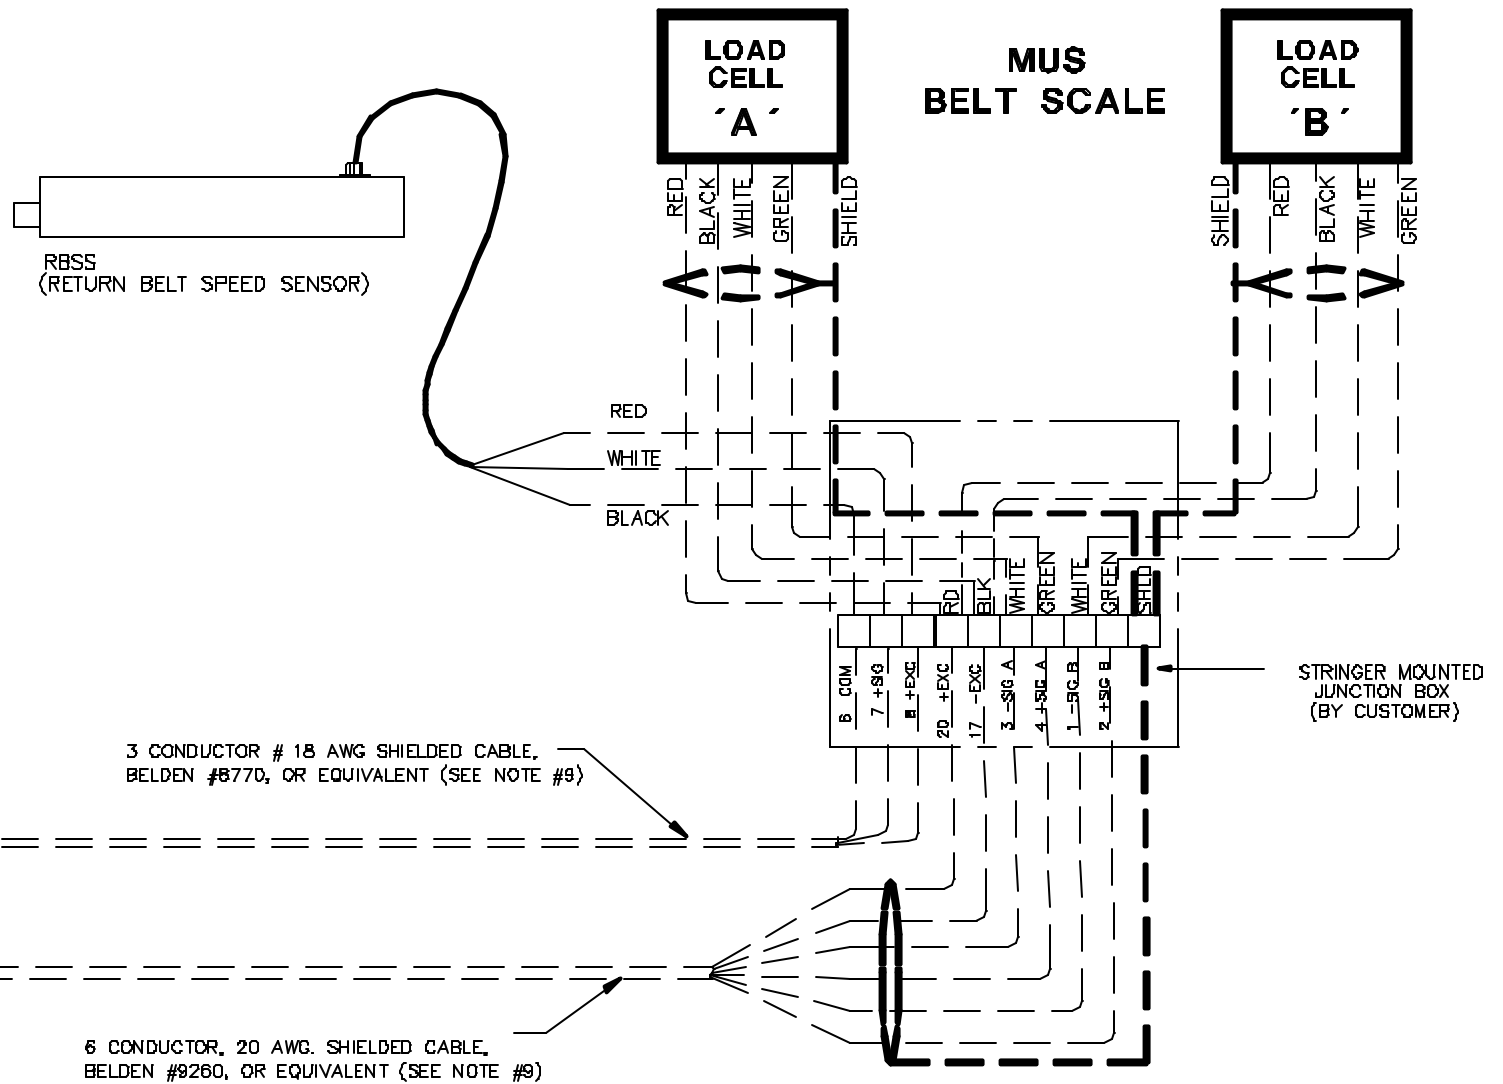 LOAD
CELL
´A´
MUS
BELT SCALE
LOAD
CELL
´B´
RED
BLACK
WHITE
GREEN
SHIELD
SHIELD
RED
BLACK
WHITE
GREEN
RBSS
(RETURN BELT SPEED SENSOR)
RED
WHITE
BLACK
RD
BLK
WHITE
GREEN
WHITE
GREEN
SHLD
6 COM
7 +SIG
8 +EXC
20 +EXC
17 -EXC
3 -SIG A
4 +SIG A
1 -SIG B
2 +SIG B
STRINGER MOUNTED
JUNCTION BOX
(BY CUSTOMER)
3 CONDUCTOR # 18 AWG SHIELDED CABLE,
BELDEN #8770, OR EQUIVALENT (SEE NOTE #9)
6 CONDUCTOR, 20 AWG. SHIELDED CABLE,
BELDEN #9260, OR EQUIVALENT (SEE NOTE #9)